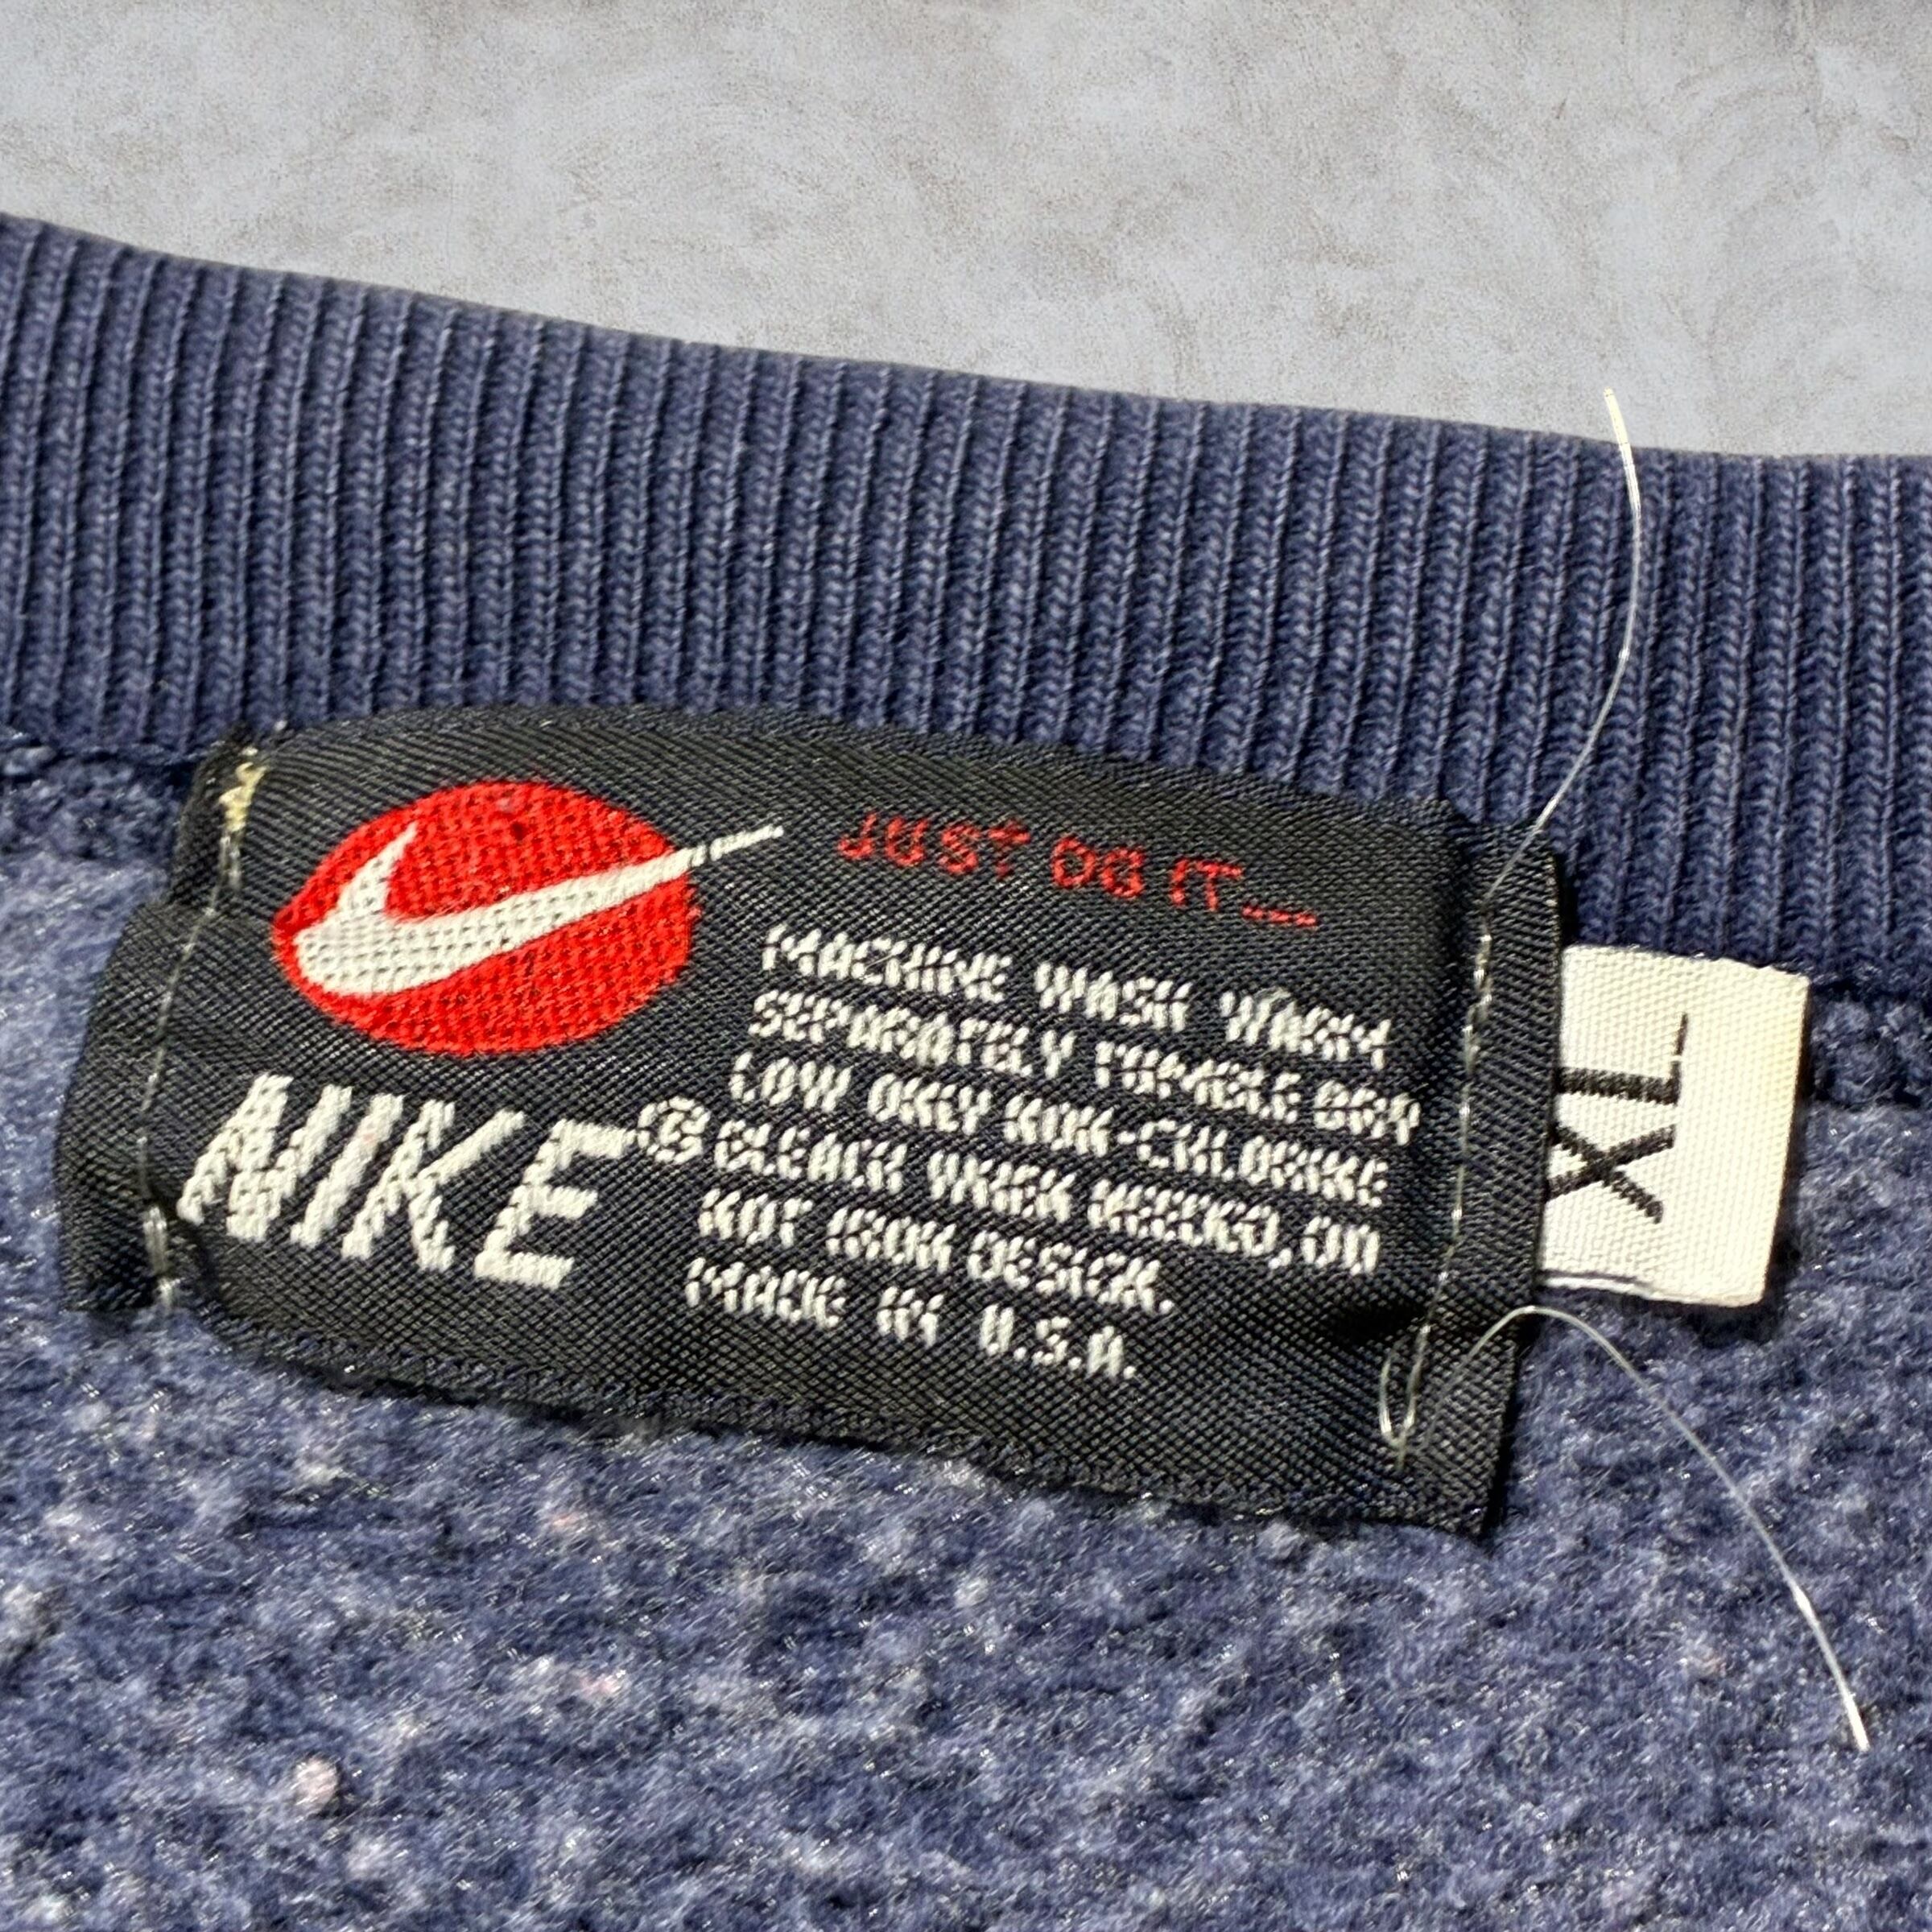 JUST DO IT....
MACHINE WASH WARM
SEPARATELY TUMBLE DRY
LOW ONLY NON-CHLORINE
BLEACH WHEN NEEDED, DO
NOT IRON DESIGN.
MADE IN U.S.A.
NIKE®
XL